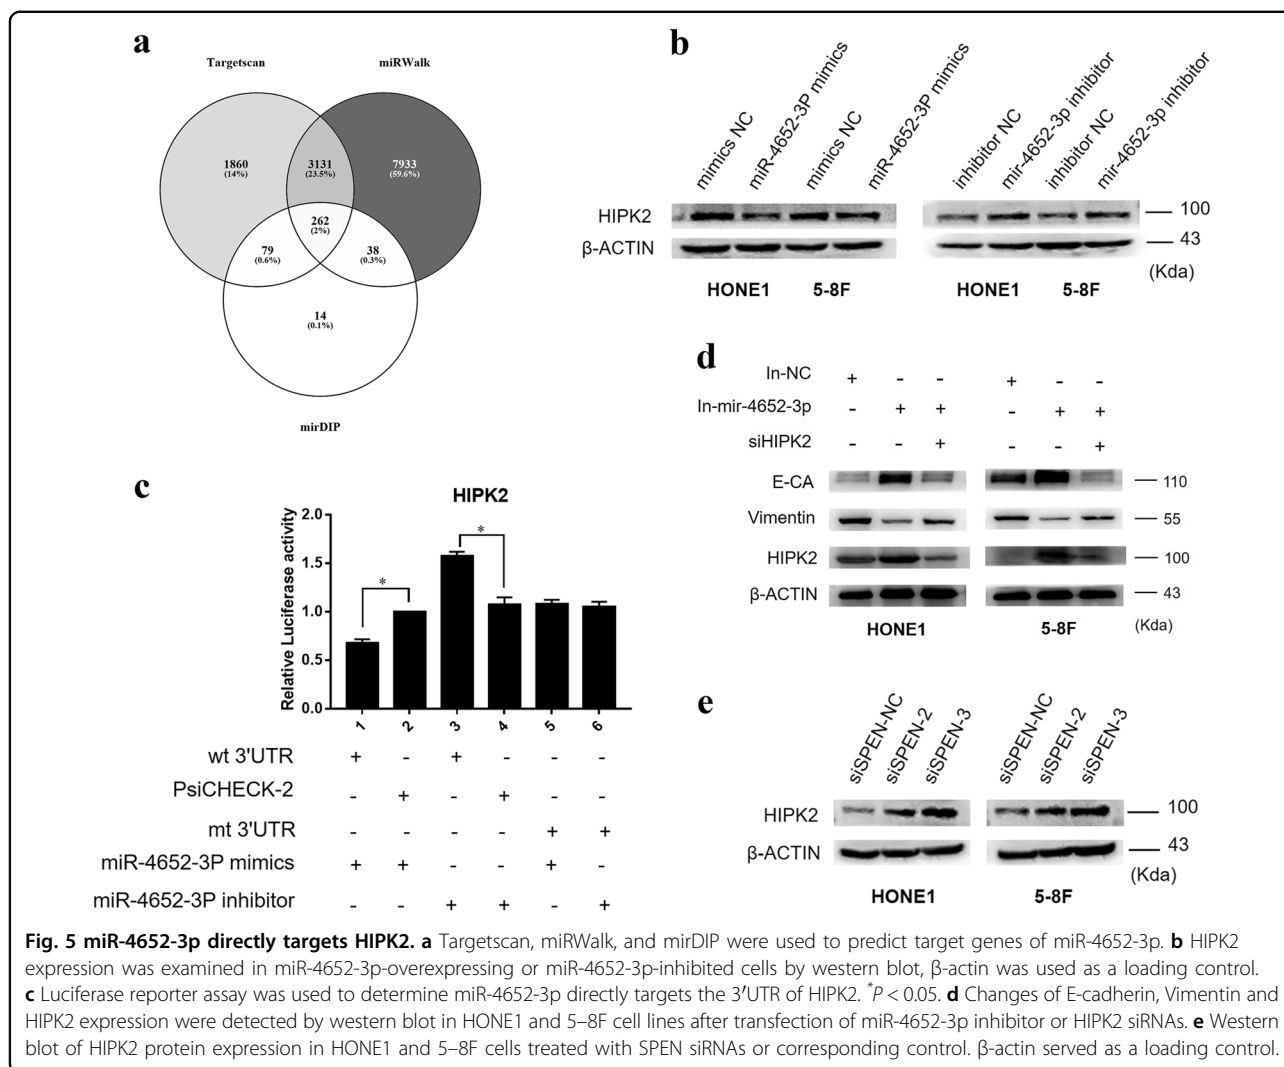 a
Targetscan
miRWalk
1860
(14%)
3131
(23.5%)
7933
(59.6%)
262
(2%)
79
(0.6%)
38
(0.3%)
14
(0.1%)
mirDIP
b
mimics NC
miR-4652-3P mimics
mimics NC
miR-4652-3P mimics
inhibitor NC
mir-4652-3p inhibitor
inhibitor NC
mir-4652-3p inhibitor
HIPK2
100
β-ACTIN
43
(Kda)
HONE1 5-8F HONE1 5-8F
c
HIPK2
Relative Luciferase activity
2.0
1.5
1.0
0.5
0.0
*
*
1 2 3 4 5 6
wt 3'UTR + - + - - -
PsiCHECK-2 - + - + - -
mt 3'UTR - - - - + +
miR-4652-3P mimics + + - - + -
miR-4652-3P inhibitor - - + + - +
d
In-NC + - - + - -
In-mir-4652-3p - + + - + +
siHIPK2 - - + - - +
E-CA 110
Vimentin 55
HIPK2 100
β-ACTIN 43
HONE1 5-8F (Kda)
e
siSPEN-NC
siSPEN-2
siSPEN-3
siSPEN-NC
siSPEN-2
siSPEN-3
HIPK2 100
β-ACTIN 43
(Kda)
HONE1 5-8F
Fig. 5 miR-4652-3p directly targets HIPK2. a Targetscan, miRWalk, and mirDIP were used to predict target genes of miR-4652-3p. b HIPK2
expression was examined in miR-4652-3p-overexpressing or miR-4652-3p-inhibited cells by western blot, β-actin was used as a loading control.
c Luciferase reporter assay was used to determine miR-4652-3p directly targets the 3′UTR of HIPK2. *P < 0.05. d Changes of E-cadherin, Vimentin and
HIPK2 expression were detected by western blot in HONE1 and 5–8F cell lines after transfection of miR-4652-3p inhibitor or HIPK2 siRNAs. e Western
blot of HIPK2 protein expression in HONE1 and 5–8F cells treated with SPEN siRNAs or corresponding control. β-actin served as a loading control.